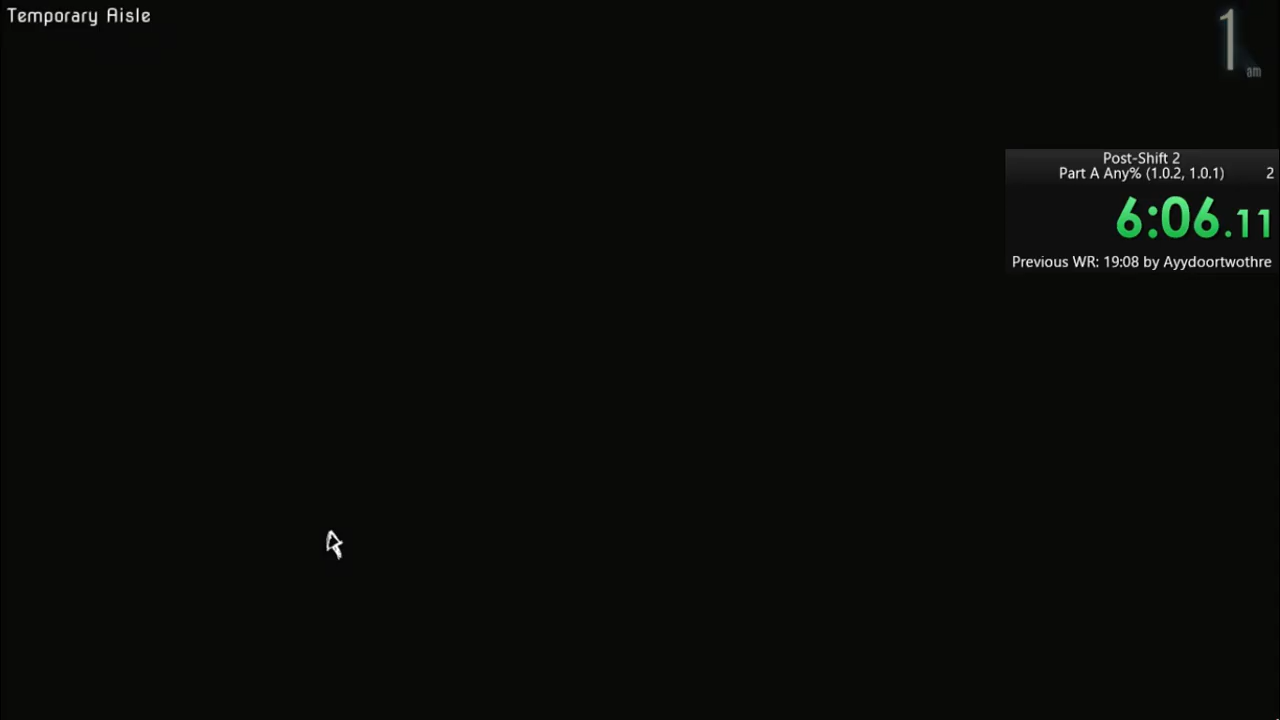 Temporary Aisle
1 am
Post-Shift 2
Part A Any% (1.0.2, 1.0.1) 2
6:06.11
Previous WR: 19:08 by Ayydoortwothre